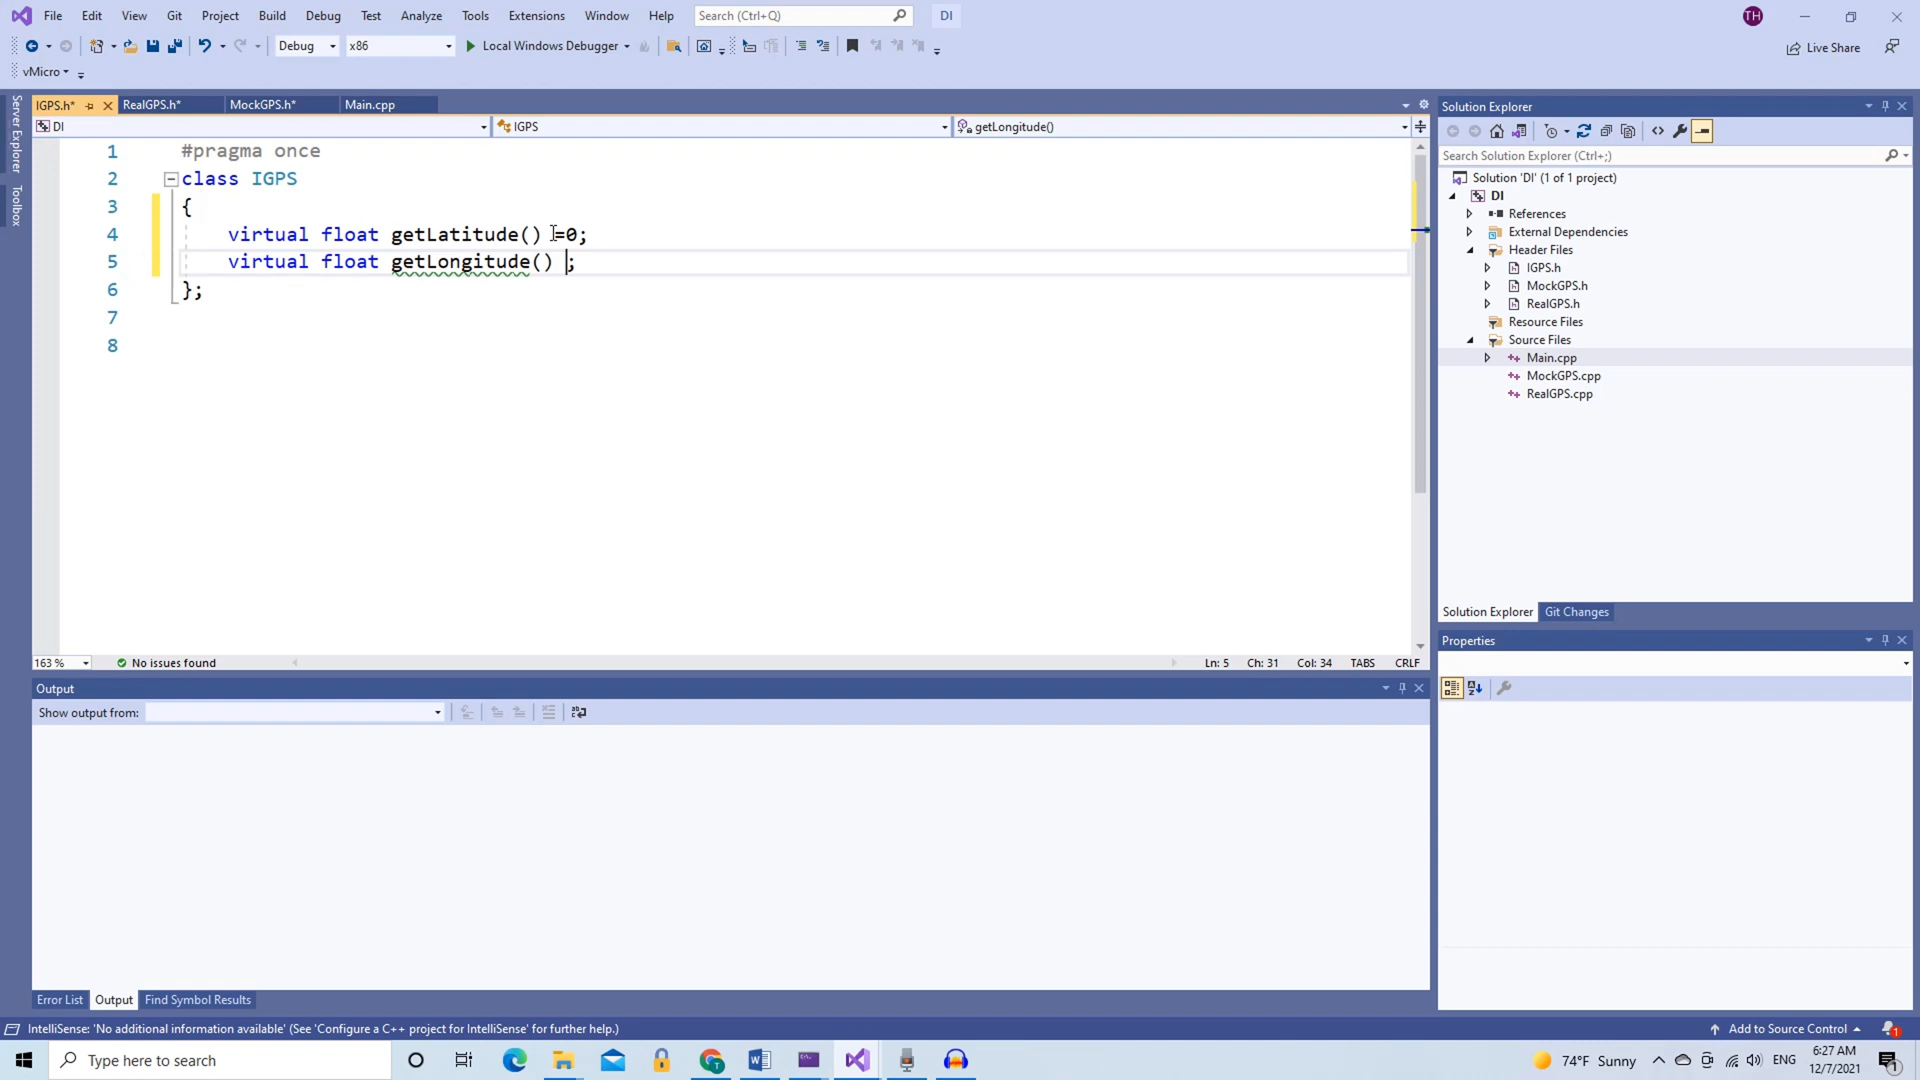 File Edit View Git Project Build Debug Test Analyze Tools Extensions Window Help Search (Ctrl+Q) DI TH
Debug x86 Local Windows Debugger Live Share
vMicro
IGPS.h* RealGPS.h* MockGPS.h* Main.cpp
DI IGPS getLongitude()
1 #pragma once
2 class IGPS
3 {
4 virtual float getLatitude() =0;
5 virtual float getLongitude() ;
6 };
7
8
Server Explorer
Toolbox
163 % No issues found Ln: 5 Ch: 31 Col: 34 TABS CRLF
Output
Show output from:
Error List Output Find Symbol Results
Solution Explorer
Search Solution Explorer (Ctrl+;)
Solution 'DI' (1 of 1 project)
DI
References
External Dependencies
Header Files
IGPS.h
MockGPS.h
RealGPS.h
Resource Files
Source Files
Main.cpp
MockGPS.cpp
RealGPS.cpp
Solution Explorer Git Changes
Properties
IntelliSense: 'No additional information available' (See 'Configure a C++ project for IntelliSense' for further help.) Add to Source Control 1
Type here to search 74°F Sunny ENG 6:27 AM
12/7/2021 1